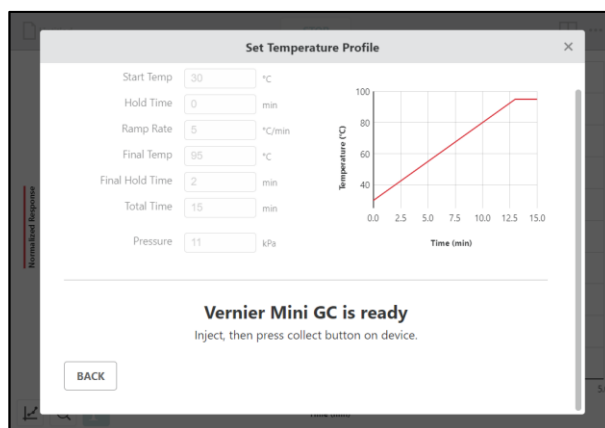 Set Temperature Profile
Start Temp 30 °C
Hold Time 0 min
Ramp Rate 5 °C/min
Final Temp 95 °C
Final Hold Time 2 min
Total Time 15 min
Pressure 11 kPa
Temperature (°C)
100
80
60
40
0.0 2.5 5.0 7.5 10.0 12.5 15.0
Time (min)
Normalized Response
Vernier Mini GC is ready
Inject, then press collect button on device.
BACK